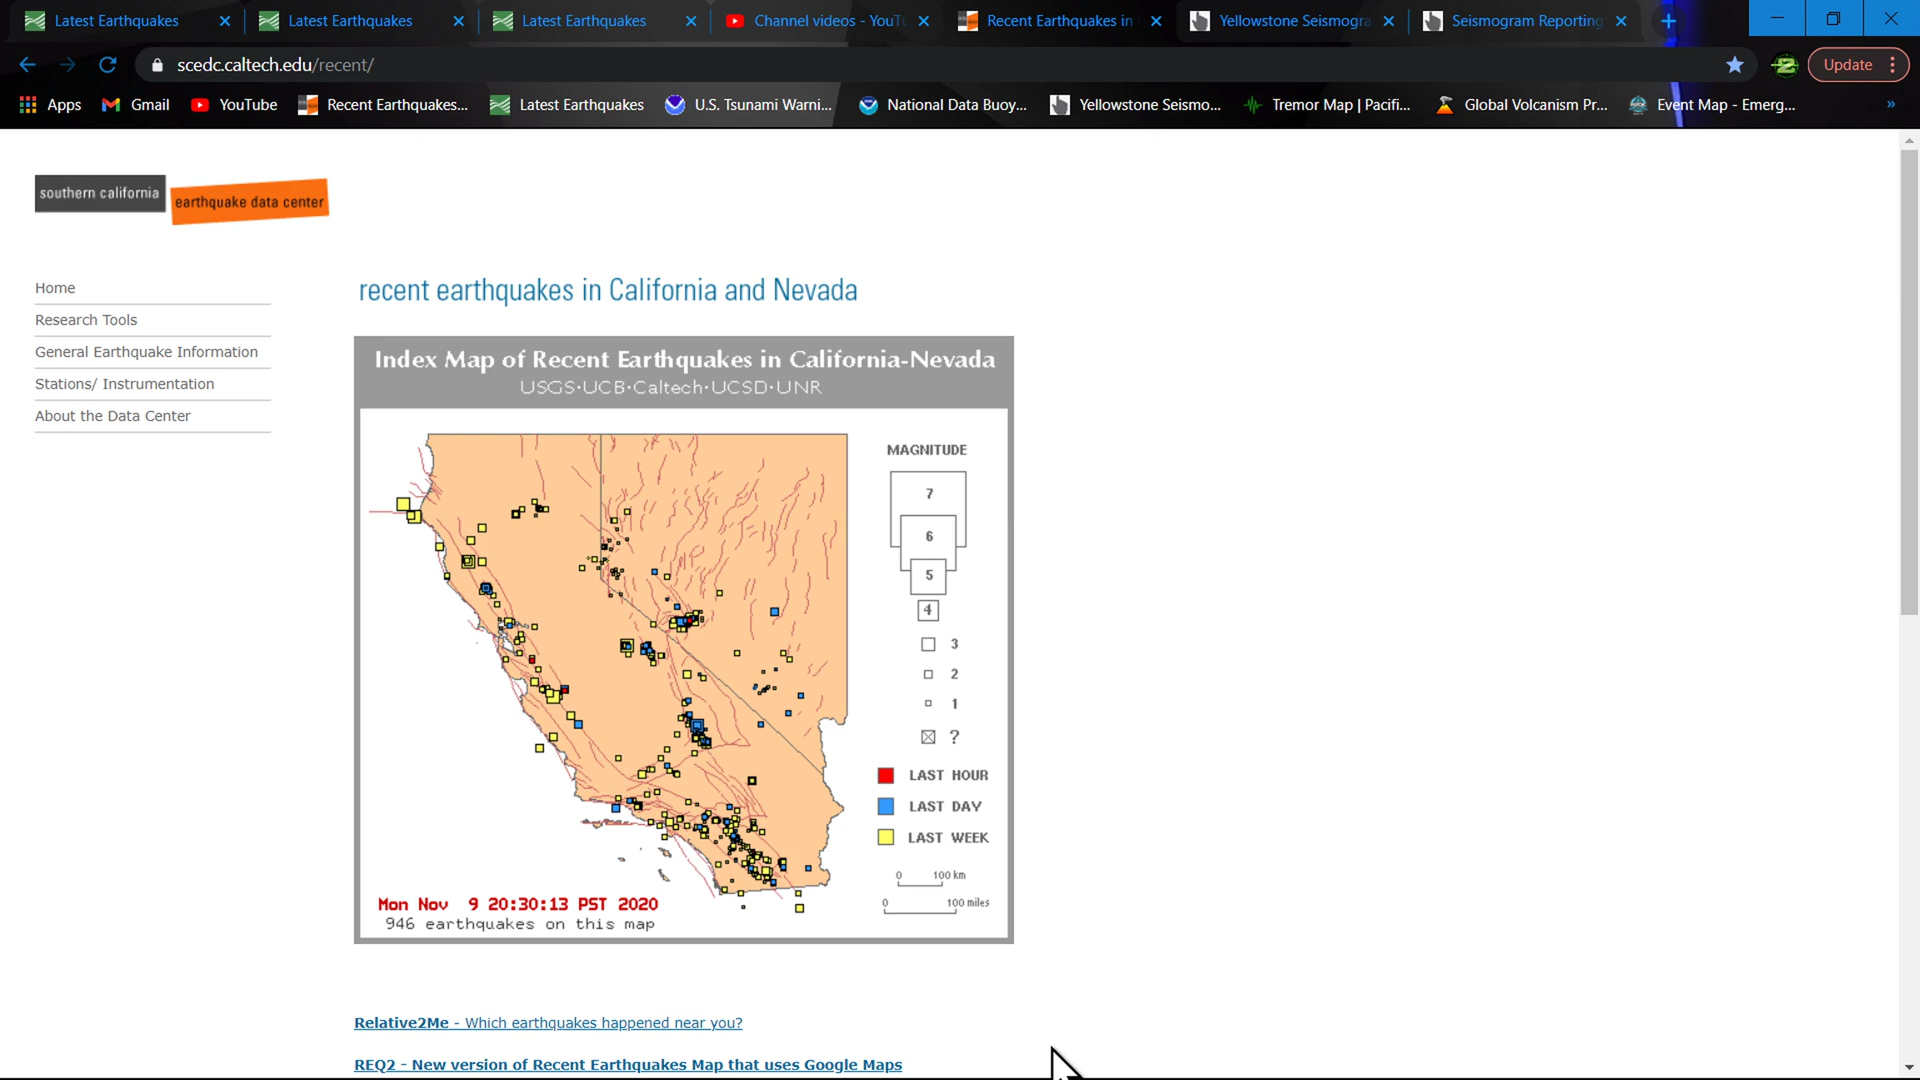 Latest Earthquakes
Latest Earthquakes
Latest Earthquakes
Channel videos - YouTu
Recent Earthquakes in
Yellowstone Seismogra
Seismogram Reporting
scedc.caltech.edu/recent/
Update
Apps
Gmail
YouTube
Recent Earthquakes...
Latest Earthquakes
U.S. Tsunami Warni...
National Data Buoy...
Yellowstone Seismo...
Tremor Map | Pacifi...
Global Volcanism Pr...
Event Map - Emerg...
»
southern california
earthquake data center
Home
Research Tools
General Earthquake Information
Stations/ Instrumentation
About the Data Center
recent earthquakes in California and Nevada
Index Map of Recent Earthquakes in California-Nevada
USGS·UCB·Caltech·UCSD·UNR
MAGNITUDE
7
6
5
4
3
2
1
?
LAST HOUR
LAST DAY
LAST WEEK
0 100 km
0 100 miles
Mon Nov 9 20:30:13 PST 2020
946 earthquakes on this map
Relative2Me - Which earthquakes happened near you?
REQ2 - New version of Recent Earthquakes Map that uses Google Maps